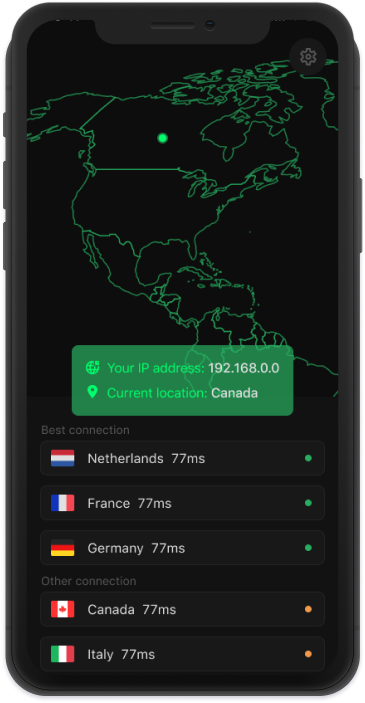 Your IP address: 192.168.0.0
Current location: Canada
Best connection
Netherlands 77ms
France 77ms
Germany 77ms
Other connection
Canada 77ms
Italy 77ms